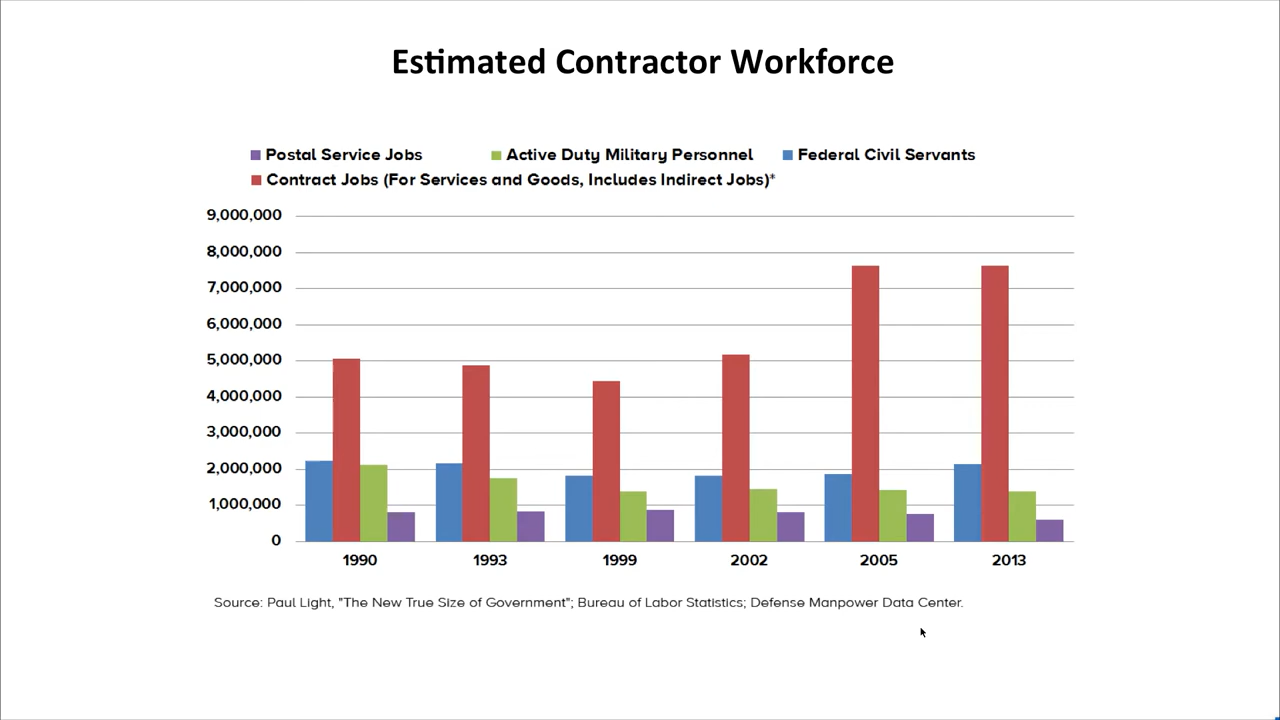 Estimated Contractor Workforce
Postal Service Jobs
Active Duty Military Personnel
Federal Civil Servants
Contract Jobs (For Services and Goods, Includes Indirect Jobs)*
9,000,000
8,000,000
7,000,000
6,000,000
5,000,000
4,000,000
3,000,000
2,000,000
1,000,000
0
1990 1993 1999 2002 2005 2013
Source: Paul Light, "The New True Size of Government"; Bureau of Labor Statistics; Defense Manpower Data Center.